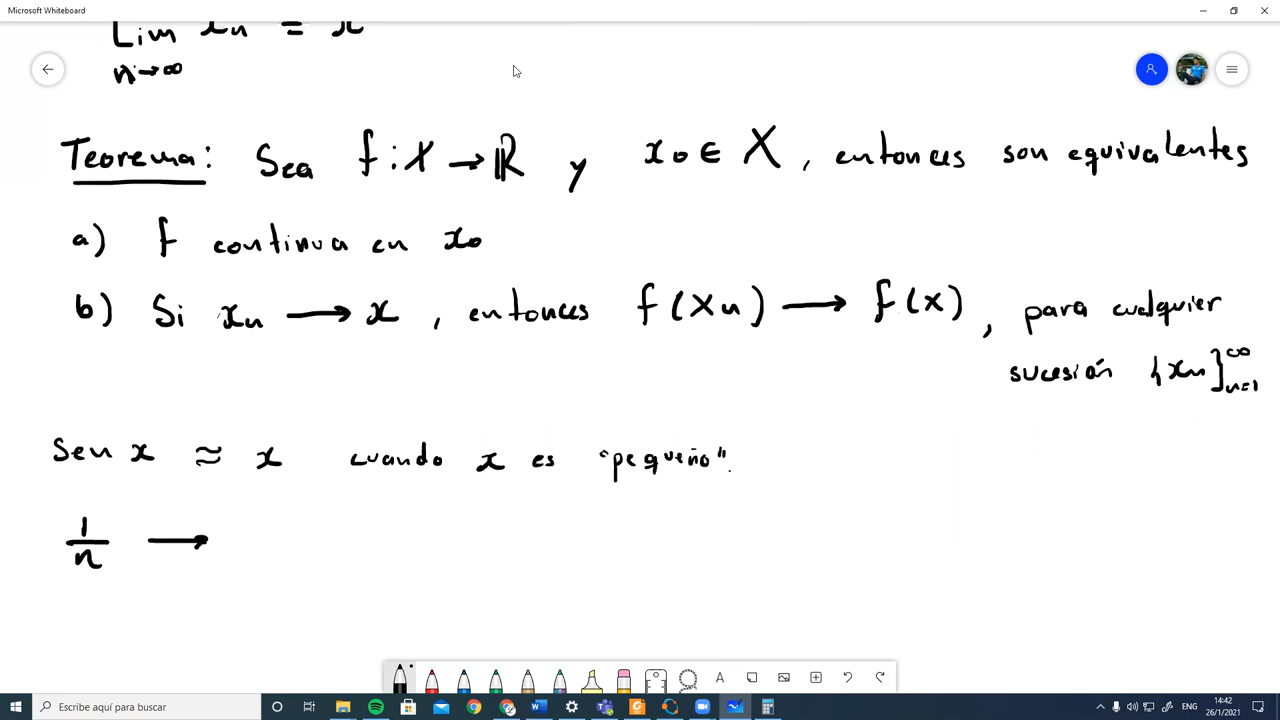 Microsoft Whiteboard
Lim xn = x
n→∞
Teorema: Sea f: X → ℝ y x0 ∈ X, entonces son equivalentes
a) f continua en x0
b) Si xn → x, entonces f(Xn) → f(x), para cualquier
sucesión {xn}∞n=1
Sen x ≈ x cuando x es "pequeño".
1/n →
Escribe aquí para buscar
ENG
14:42
26/1/2021